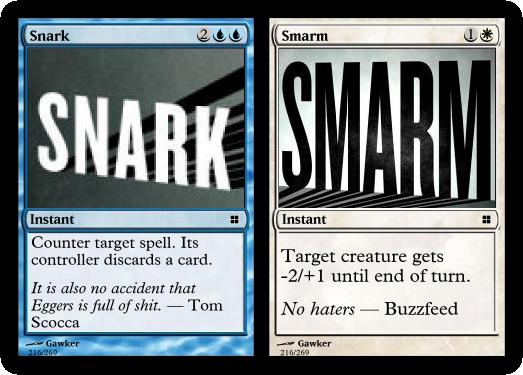 Snark 2
SNARK
Instant
Counter target spell. Its
controller discards a card.
It is also no accident that
Eggers is full of shit. — Tom
Scocca
Gawker
216/269
Smarm 1
SMARM
Instant
Target creature gets
-2/+1 until end of turn.
No haters — Buzzfeed
Gawker
216/269